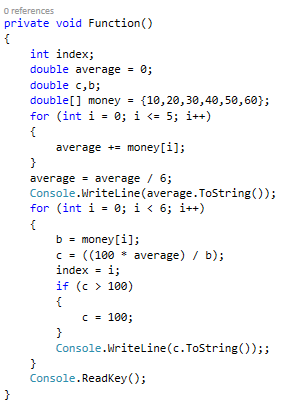 0 references
private void Function()
{
int index;
double average = 0;
double c,b;
double[] money = {10,20,30,40,50,60};
for (int i = 0; i <= 5; i++)
{
average += money[i];
}
average = average / 6;
Console.WriteLine(average.ToString());
for (int i = 0; i < 6; i++)
{
b = money[i];
c = ((100 * average) / b);
index = i;
if (c > 100)
{
c = 100;
}
Console.WriteLine(c.ToString());;
}
Console.ReadKey();
}